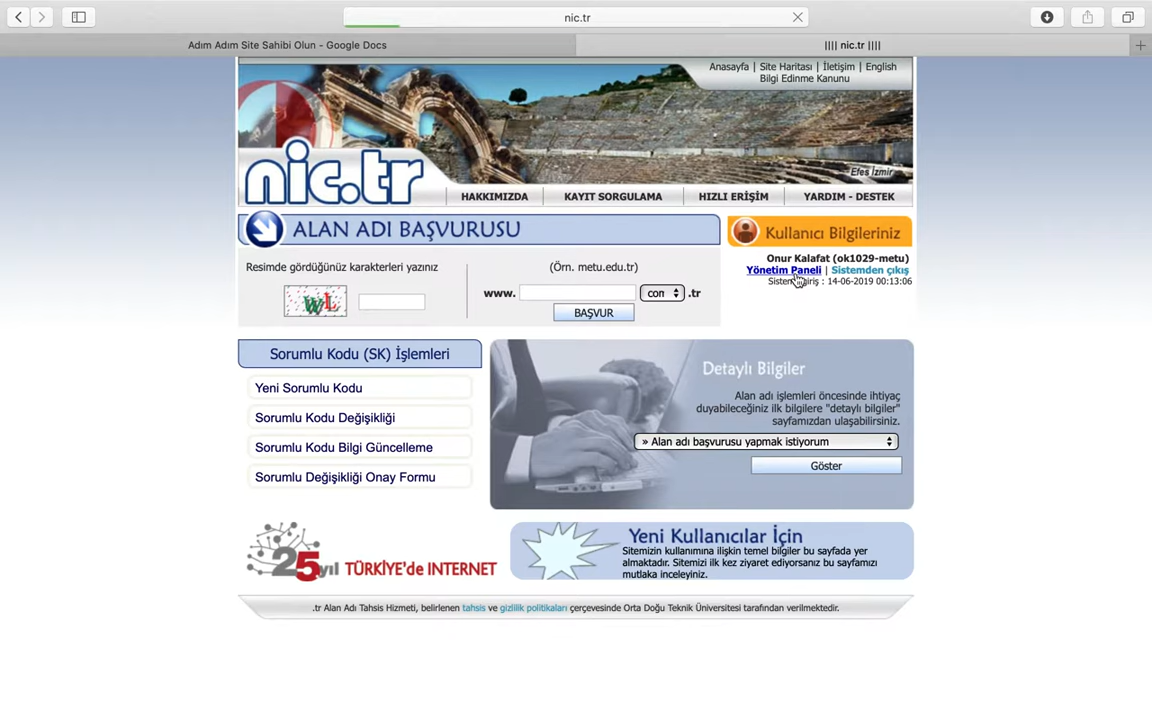 nic.tr
Adım Adım Site Sahibi Olun - Google Docs
|||| nic.tr ||||
Anasayfa | Site Haritası | İletişim | English
Bilgi Edinme Kanunu
Efes İzmir
nic.tr
HAKKIMIZDA
KAYIT SORGULAMA
HIZLI ERİŞİM
YARDIM - DESTEK
ALAN ADI BAŞVURUSU
Kullanıcı Bilgileriniz
Onur Kalafat (ok1029-metu)
Yönetim Paneli | Sistemden çıkış
: 14-06-2019 00:13:06
Resimde gördüğünüz karakterleri yazınız
(Örn. metu.edu.tr)
www.
com
.tr
BAŞVUR
Sorumlu Kodu (SK) İşlemleri
Yeni Sorumlu Kodu
Sorumlu Kodu Değişikliği
Sorumlu Kodu Bilgi Güncelleme
Sorumlu Değişikliği Onay Formu
Detaylı Bilgiler
Alan adı işlemleri öncesinde ihtiyaç
duyabileceğiniz ilk bilgilere "detaylı bilgiler"
sayfamızdan ulaşabilirsiniz.
» Alan adı başvurusu yapmak istiyorum
Göster
25.yıl TÜRKİYE'de INTERNET
Yeni Kullanıcılar İçin
Sitemizin kullanımına ilişkin temel bilgiler bu sayfada yer
almaktadır. Sitemizi ilk kez ziyaret ediyorsanız bu sayfamızı
mutlaka inceleyiniz.
.tr Alan Adı Tahsis Hizmeti, belirlenen tahsis ve gizlilik politikaları çerçevesinde Orta Doğu Teknik Üniversitesi tarafından verilmektedir.